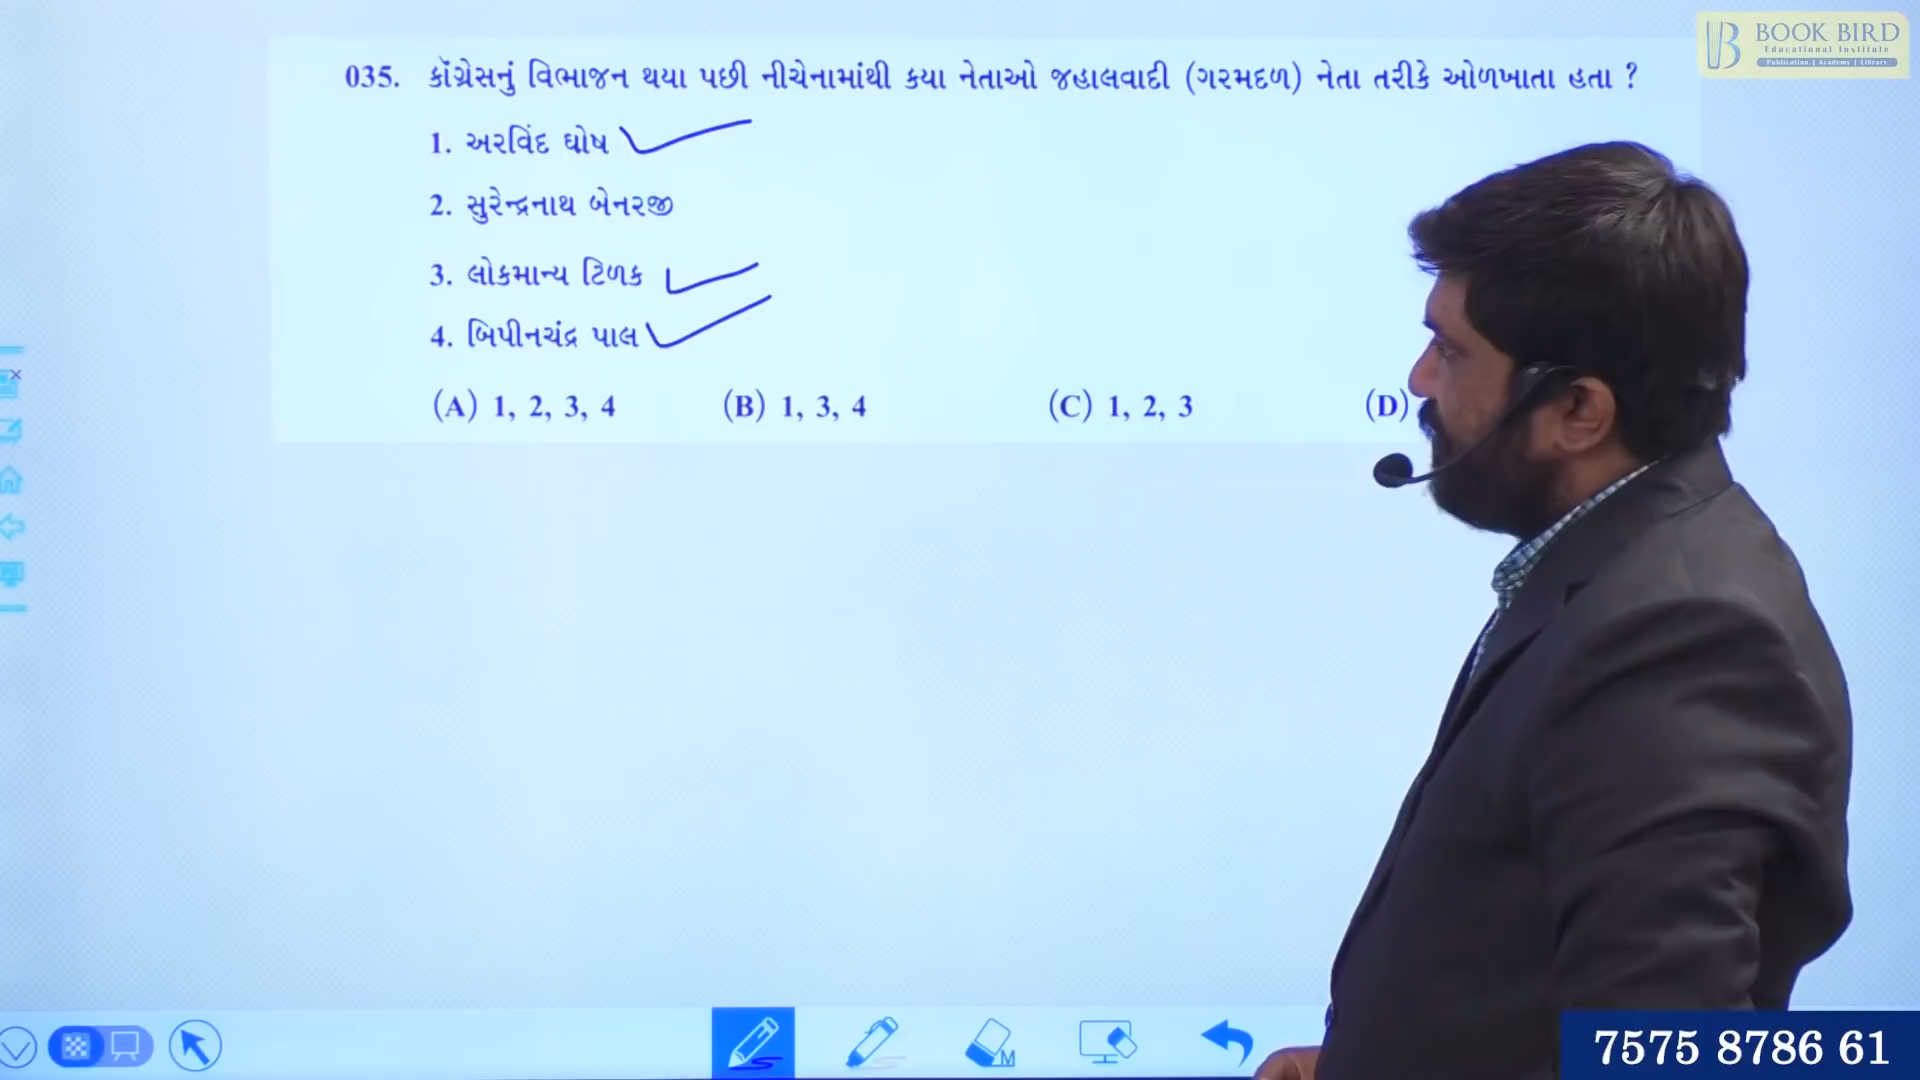 BOOK BIRD
Educational Institute
Publication | Academy | Library
035. કૉંગ્રેસનું વિભાજન થયા પછી નીચેનામાંથી કયા નેતાઓ જહાલવાદી (ગરમદળ) નેતા તરીકે ઓળખાતા હતા ?
1. અરવિંદ ઘોષ
2. સુરેન્દ્રનાથ બેનરજી
3. લોકમાન્ય ટિળક
4. બિપીનચંદ્ર પાલ
(A) 1, 2, 3, 4 (B) 1, 3, 4 (C) 1, 2, 3 (D)
M
7575 8786 61